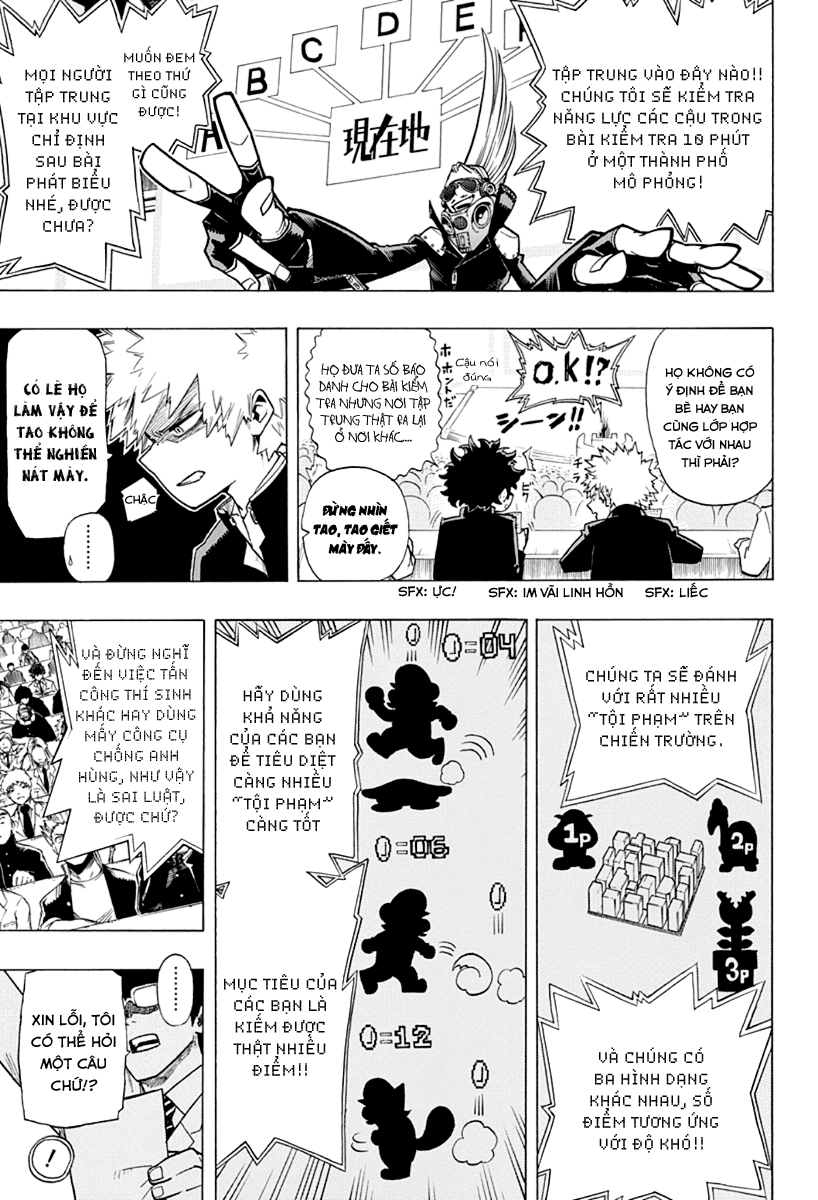 TẬP TRUNG VÀO ĐÂY NÀO!!
CHÚNG TÔI SẼ KIỂM TRA
NĂNG LỰC CÁC CẬU TRONG
BÀI KIỂM TRA 10 PHÚT
Ở MỘT THÀNH PHỐ
MÔ PHỎNG!
A
B
C
D
E
現在地
MUỐN ĐEM
THEO THỨ
GÌ CŨNG
ĐƯỢC!
MỌI NGƯỜI
TẬP TRUNG
TẠI KHU VỰC
CHỈ ĐỊNH
SAU BÀI
PHÁT BIỂU
NHÉ, ĐƯỢC
CHƯA?
HỌ KHÔNG CÓ
Ý ĐỊNH ĐỂ BẠN
BÈ HAY BẠN
CÙNG LỚP HỢP
TÁC VỚI NHAU
THÌ PHẢI?
O.K!?
シーーン!!
Cậu nói
đúng
ホントだ
HỌ ĐƯA TA SỐ BÁO
DANH CHO BÀI KIỂM
TRA NHƯNG NƠI TẬP
TRUNG THẬT RA LẠI
Ở NƠI KHÁC....
ĐỪNG NHÌN
TAO, TAO GIẾT
MÀY ĐẤY.
SFX: ỰC!
SFX: IM VÃI LINH HỒN
SFX: LIẾC
CÓ LẼ HỌ
LÀM VẬY ĐỂ
TAO KHÔNG
THỂ NGHIỀN
NÁT MÀY.
CHẬC
......
CHÚNG TA SẼ ĐÁNH
VỚI RẤT NHIỀU
"TỘI PHẠM" TRÊN
CHIẾN TRƯỜNG.
1P
2P
3P
VÀ CHÚNG CÓ
BA HÌNH DẠNG
KHÁC NHAU, SỐ
ĐIỂM TƯƠNG ỨNG
VỚI ĐỘ KHÓ!!
0=04
0=06
0=12
HÃY DÙNG
KHẢ NĂNG
CỦA CÁC BẠN
ĐỂ TIÊU DIỆT
CÀNG NHIỀU
"TỘI PHẠM"
CÀNG TỐT
MỤC TIÊU CỦA
CÁC BẠN LÀ
KIẾM ĐƯỢC
THẬT NHIỀU
ĐIỂM!!
VÀ ĐỪNG NGHĨ
ĐẾN VIỆC TẤN
CÔNG THÍ SINH
KHÁC HAY DÙNG
MẤY CÔNG CỤ
CHỐNG ANH
HÙNG, NHƯ VẬY
LÀ SAI LUẬT,
ĐƯỢC CHỨ?
......
XIN LỖI, TÔI
CÓ THỂ HỎI
MỘT CÂU
CHỨ!?
!